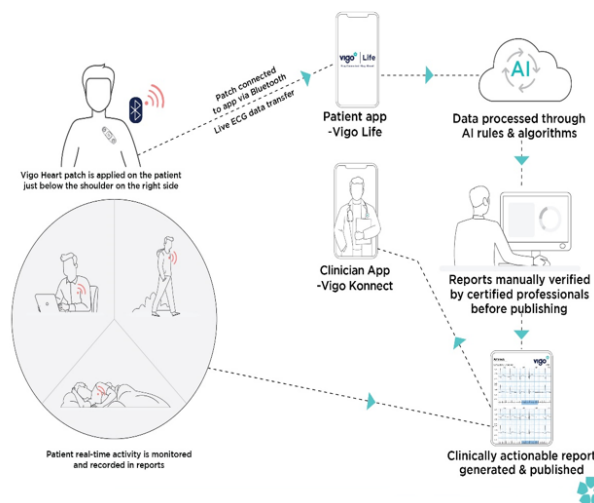 Vigo Heart patch is applied on the patient
just below the shoulder on the right side
Patch connected
to app via Bluetooth
Live ECG data transfer
vigo | Life
Patient app
-Vigo Life
AI
Data processed through
AI rules & algorithms
Clinician App
-Vigo Konnect
Reports manually verified
by certified professionals
before publishing
vigo
Clinically actionable report
generated & published
Patient real-time activity is monitored
and recorded in reports